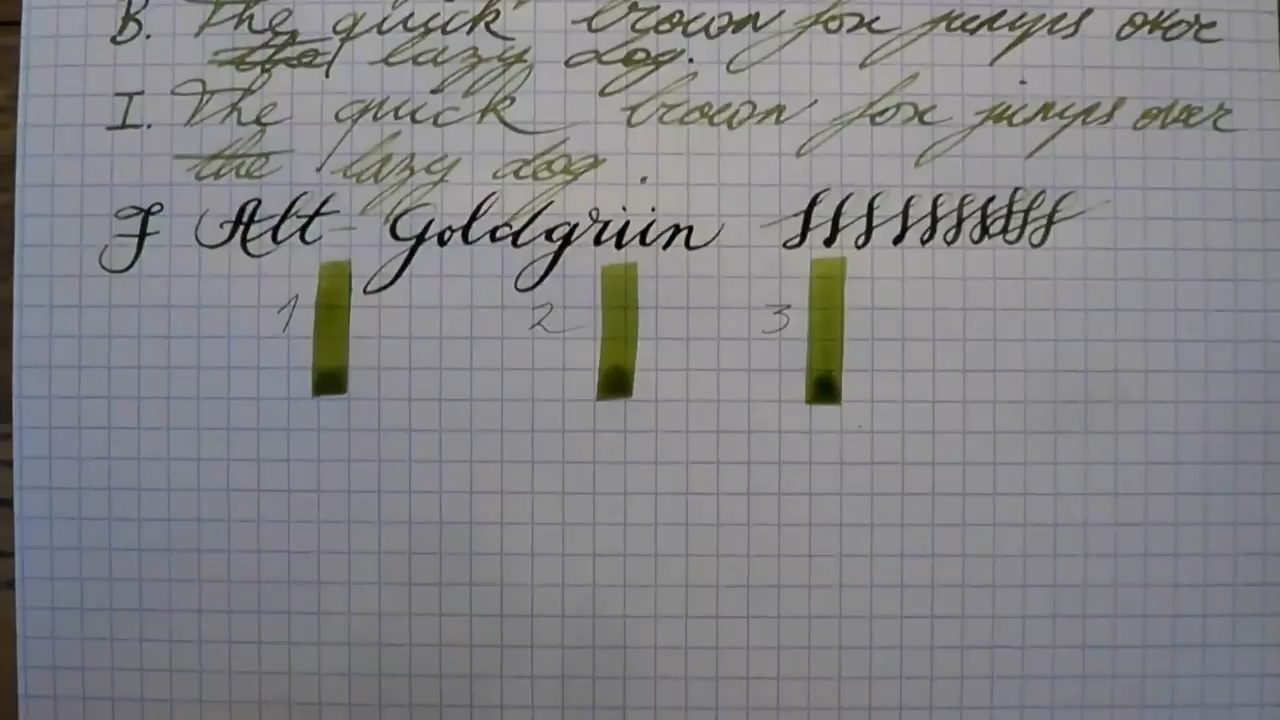 B. The quick brown fox jumps over
the lazy dog.
I. The quick brown fox jumps over
the lazy dog.
F Alt-Goldgrün fffffffffff
1 2 3